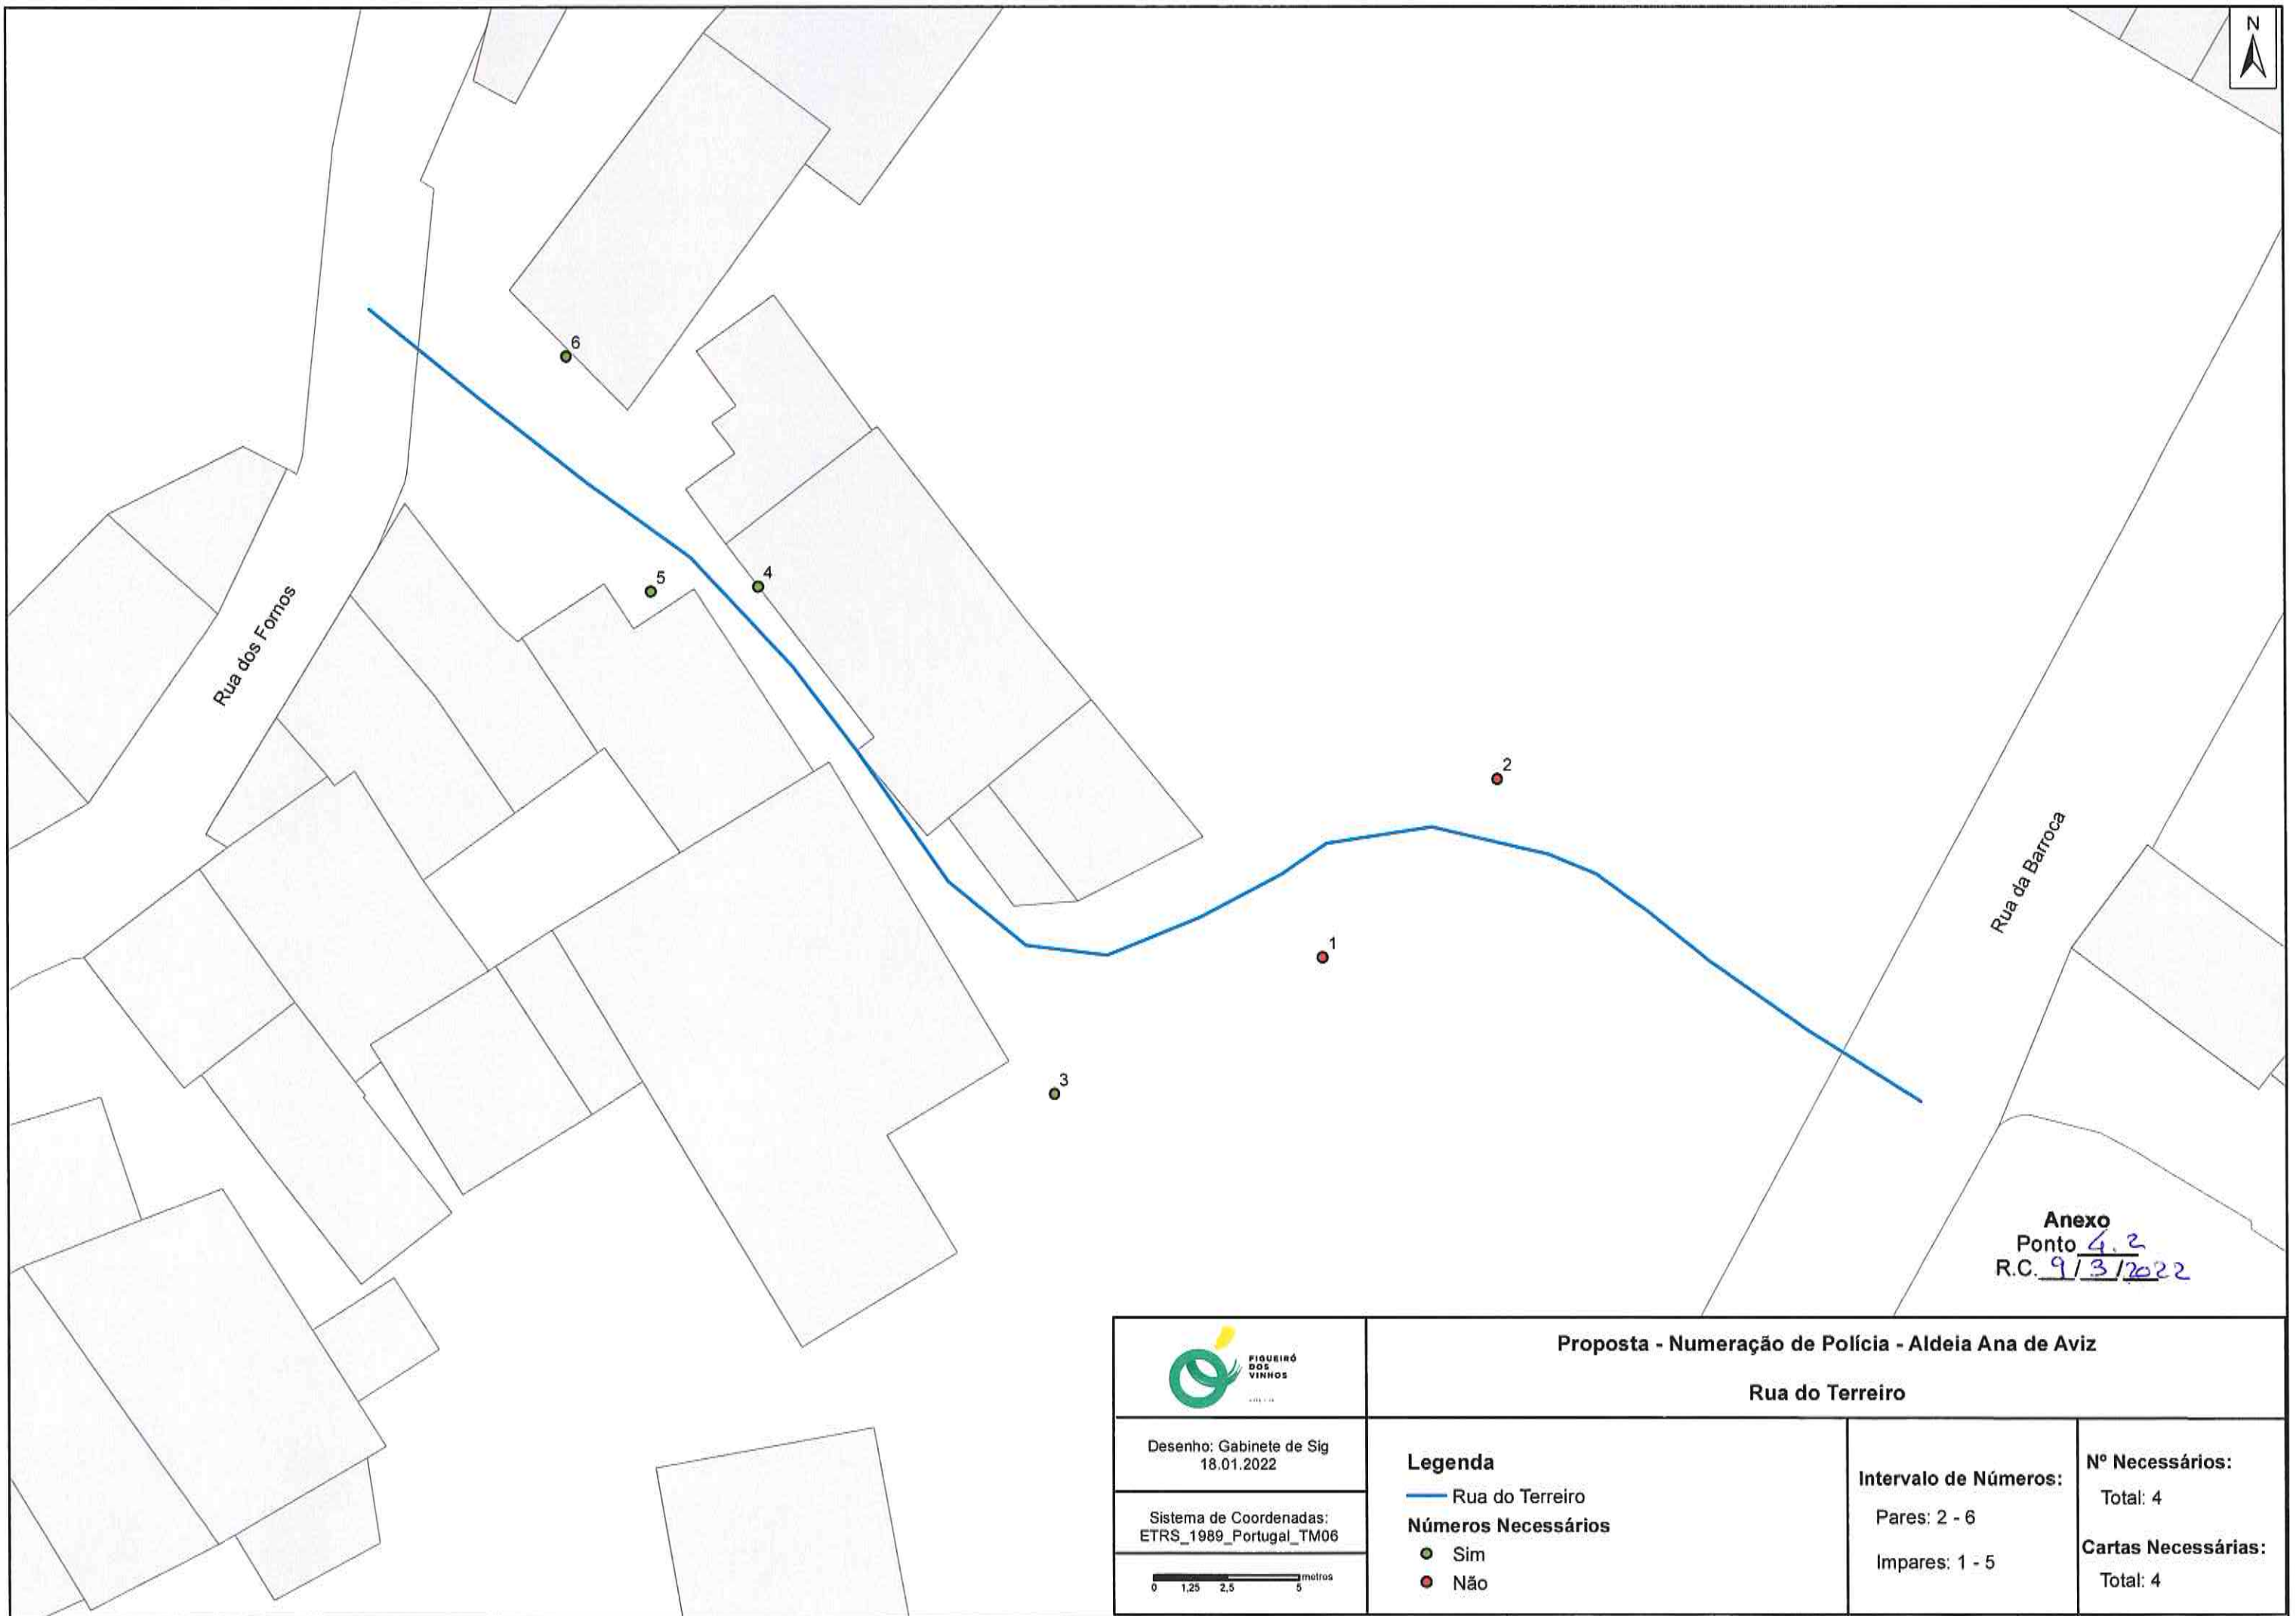 N
6
5
4
2
1
3
Rua dos Fornos
Rua da Barroca
Anexo
Ponto 4.2
R.C. 9/3/2022
FIGUEIRÓ
DOS
VINHOS
Proposta - Numeração de Polícia - Aldeia Ana de Aviz
Rua do Terreiro
Desenho: Gabinete de Sig
18.01.2022
Sistema de Coordenadas:
ETRS_1989_Portugal_TM06
0 1,25 2,5 5 metros
Legenda
Rua do Terreiro
Números Necessários
Sim
Não
Intervalo de Números:
Pares: 2 - 6
Impares: 1 - 5
Nº Necessários:
Total: 4
Cartas Necessárias:
Total: 4